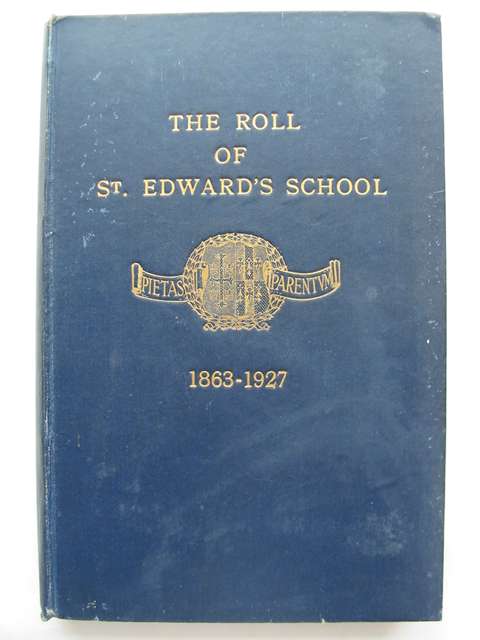 THE ROLL
OF
ST. EDWARD'S SCHOOL
PIETAS PARENTVM
1863-1927